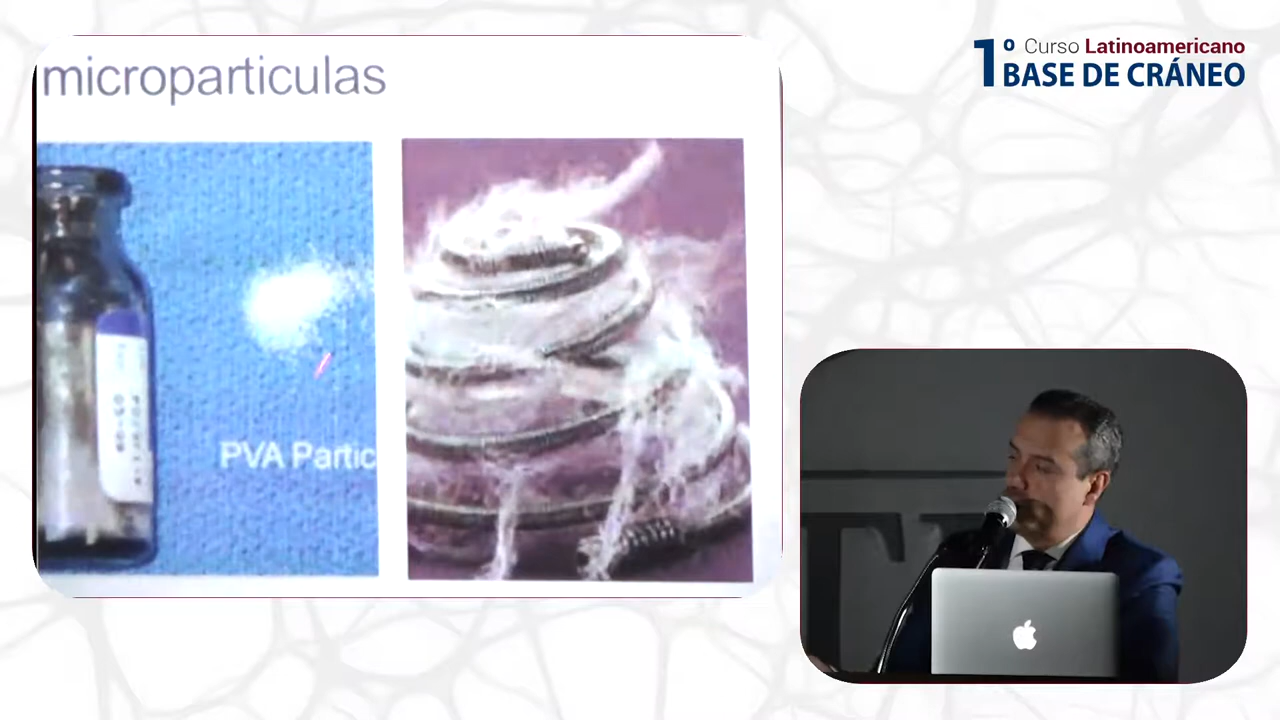 microparticulas
PVA Partic
1º Curso Latinoamericano
BASE DE CRÁNEO